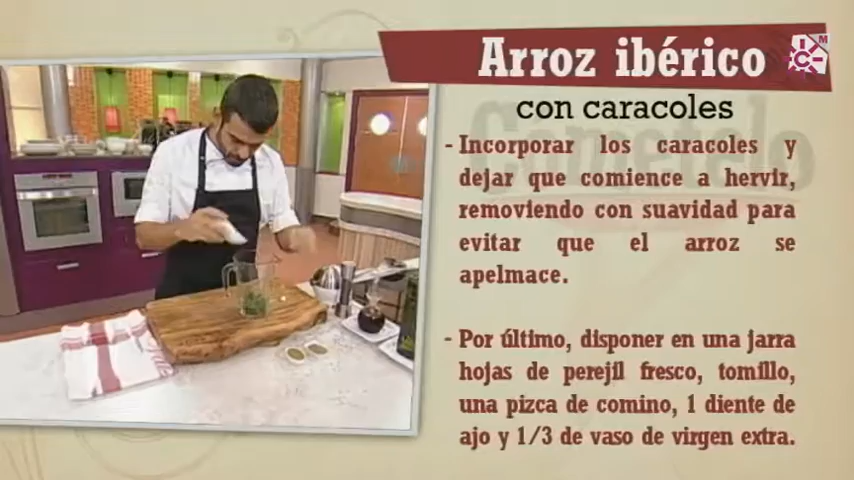 Arroz ibérico
M
con caracoles
Cómetelo
- Incorporar los caracoles y
dejar que comience a hervir,
removiendo con suavidad para
evitar que el arroz se
apelmace.
- Por último, disponer en una jarra
hojas de perejil fresco, tomillo,
una pizca de comino, 1 diente de
ajo y 1/3 de vaso de virgen extra.